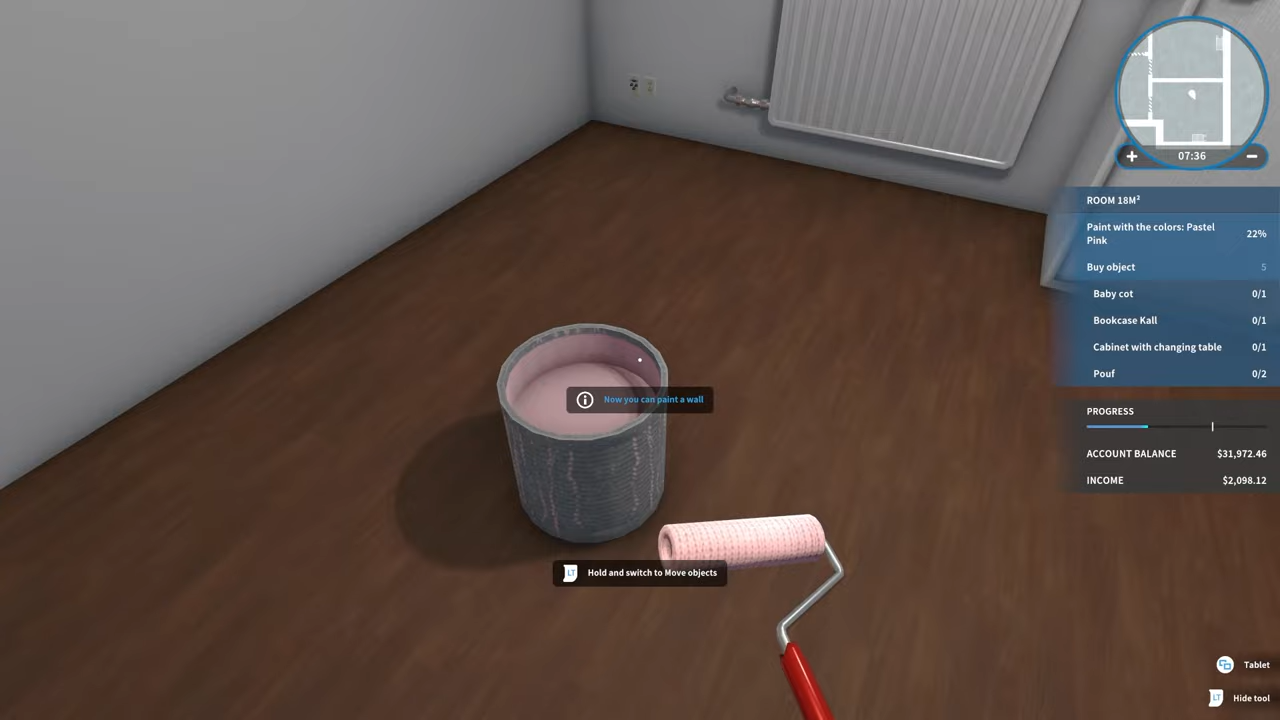 07:36
ROOM 18M²
Paint with the colors: Pastel
Pink
22%
Buy object 5
Baby cot 0/1
Bookcase Kall 0/1
Cabinet with changing table 0/1
Pouf 0/2
Now you can paint a wall
PROGRESS
ACCOUNT BALANCE $31,972.46
INCOME $2,098.12
LT Hold and switch to Move objects
Tablet
LT Hide tool